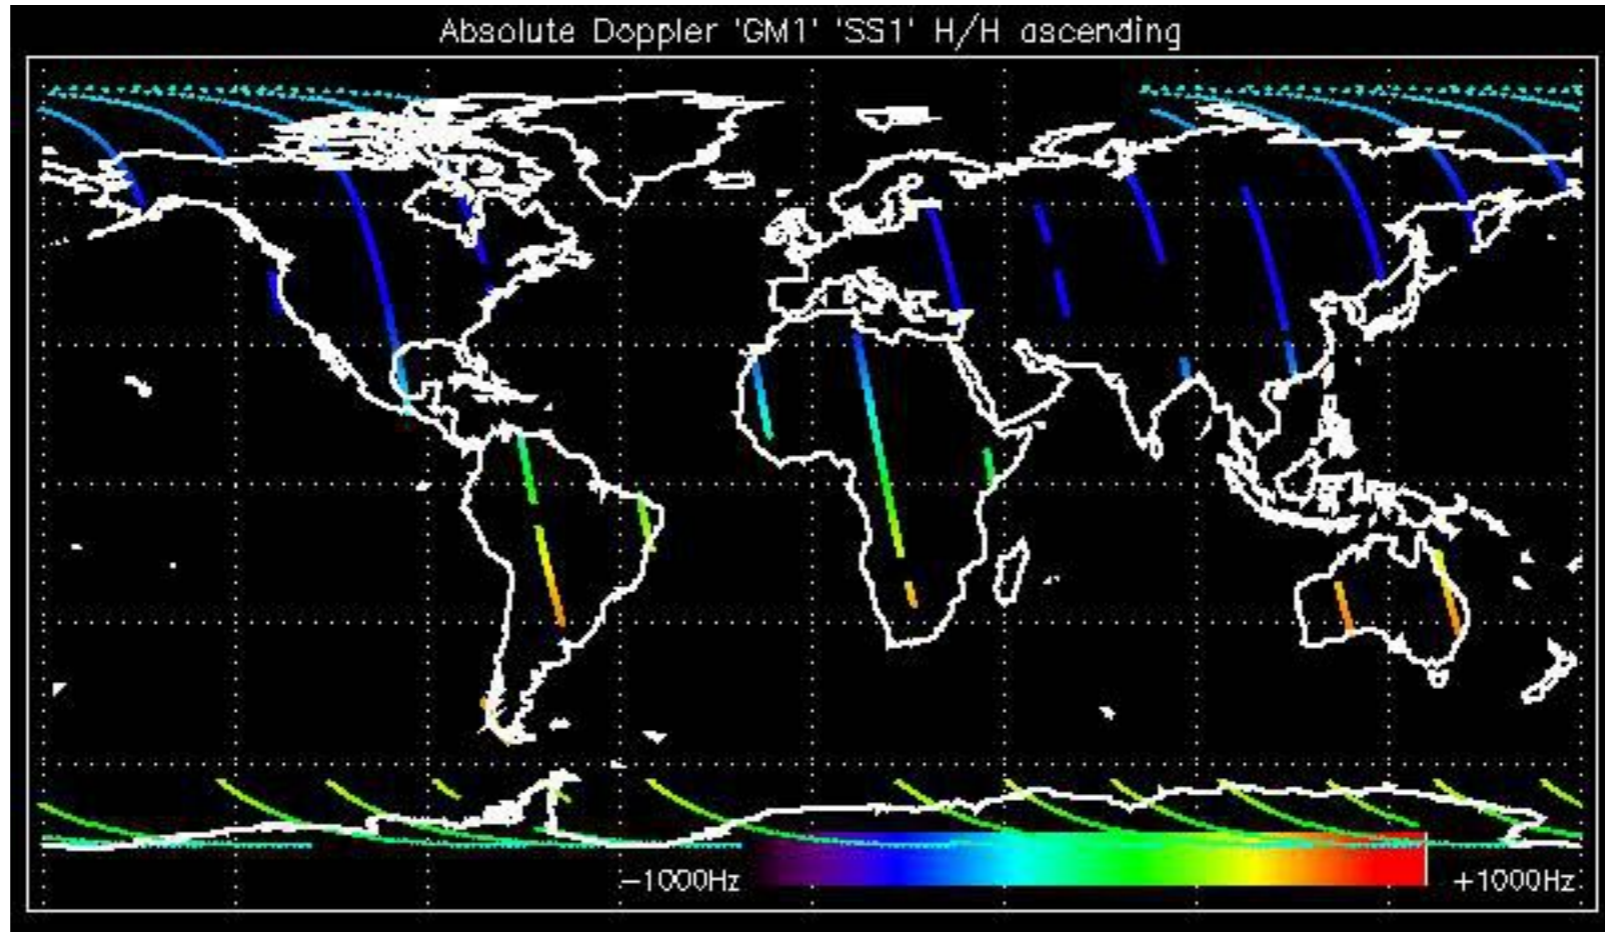 Absolute Doppler 'GM1' 'SS1' H/H ascending
−1000Hz +1000Hz